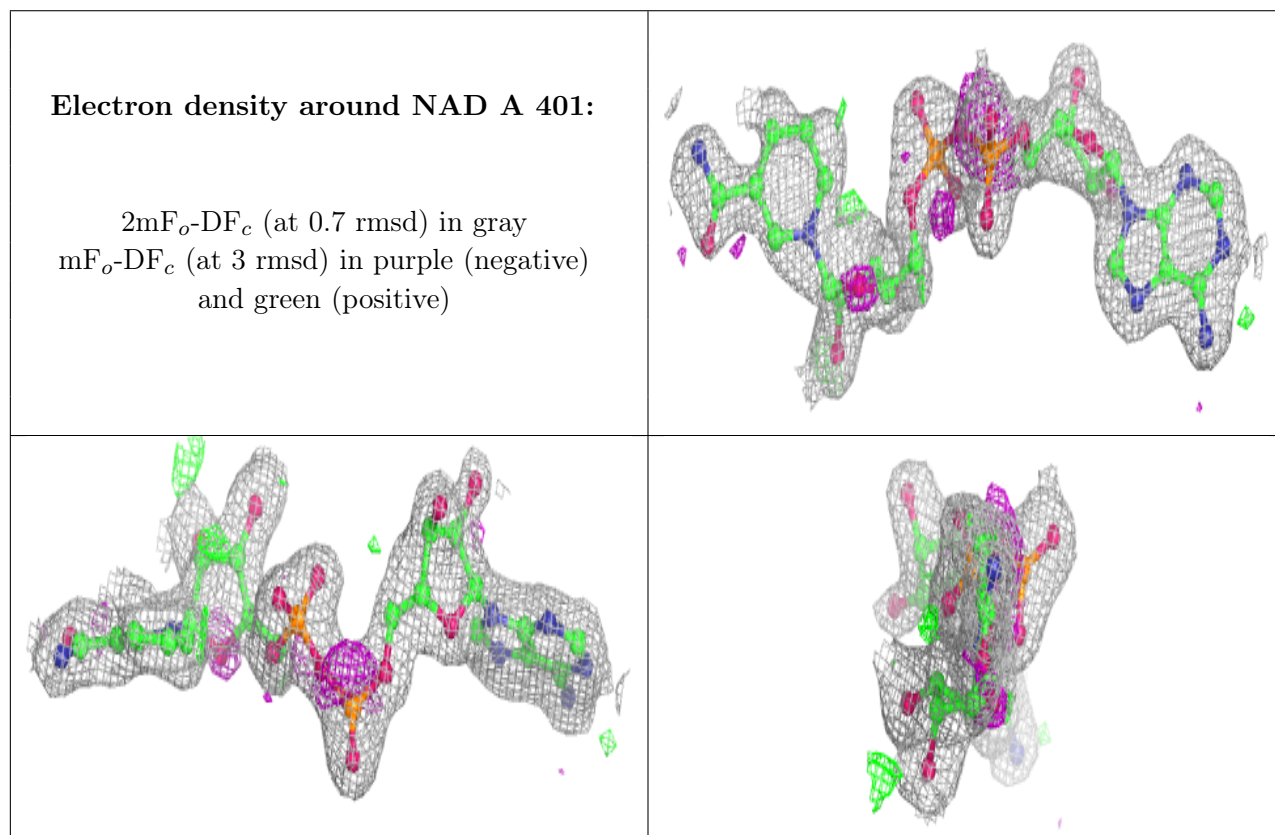 Electron density around NAD A 401:
2mFo-DFc (at 0.7 rmsd) in gray
mFo-DFc (at 3 rmsd) in purple (negative)
and green (positive)